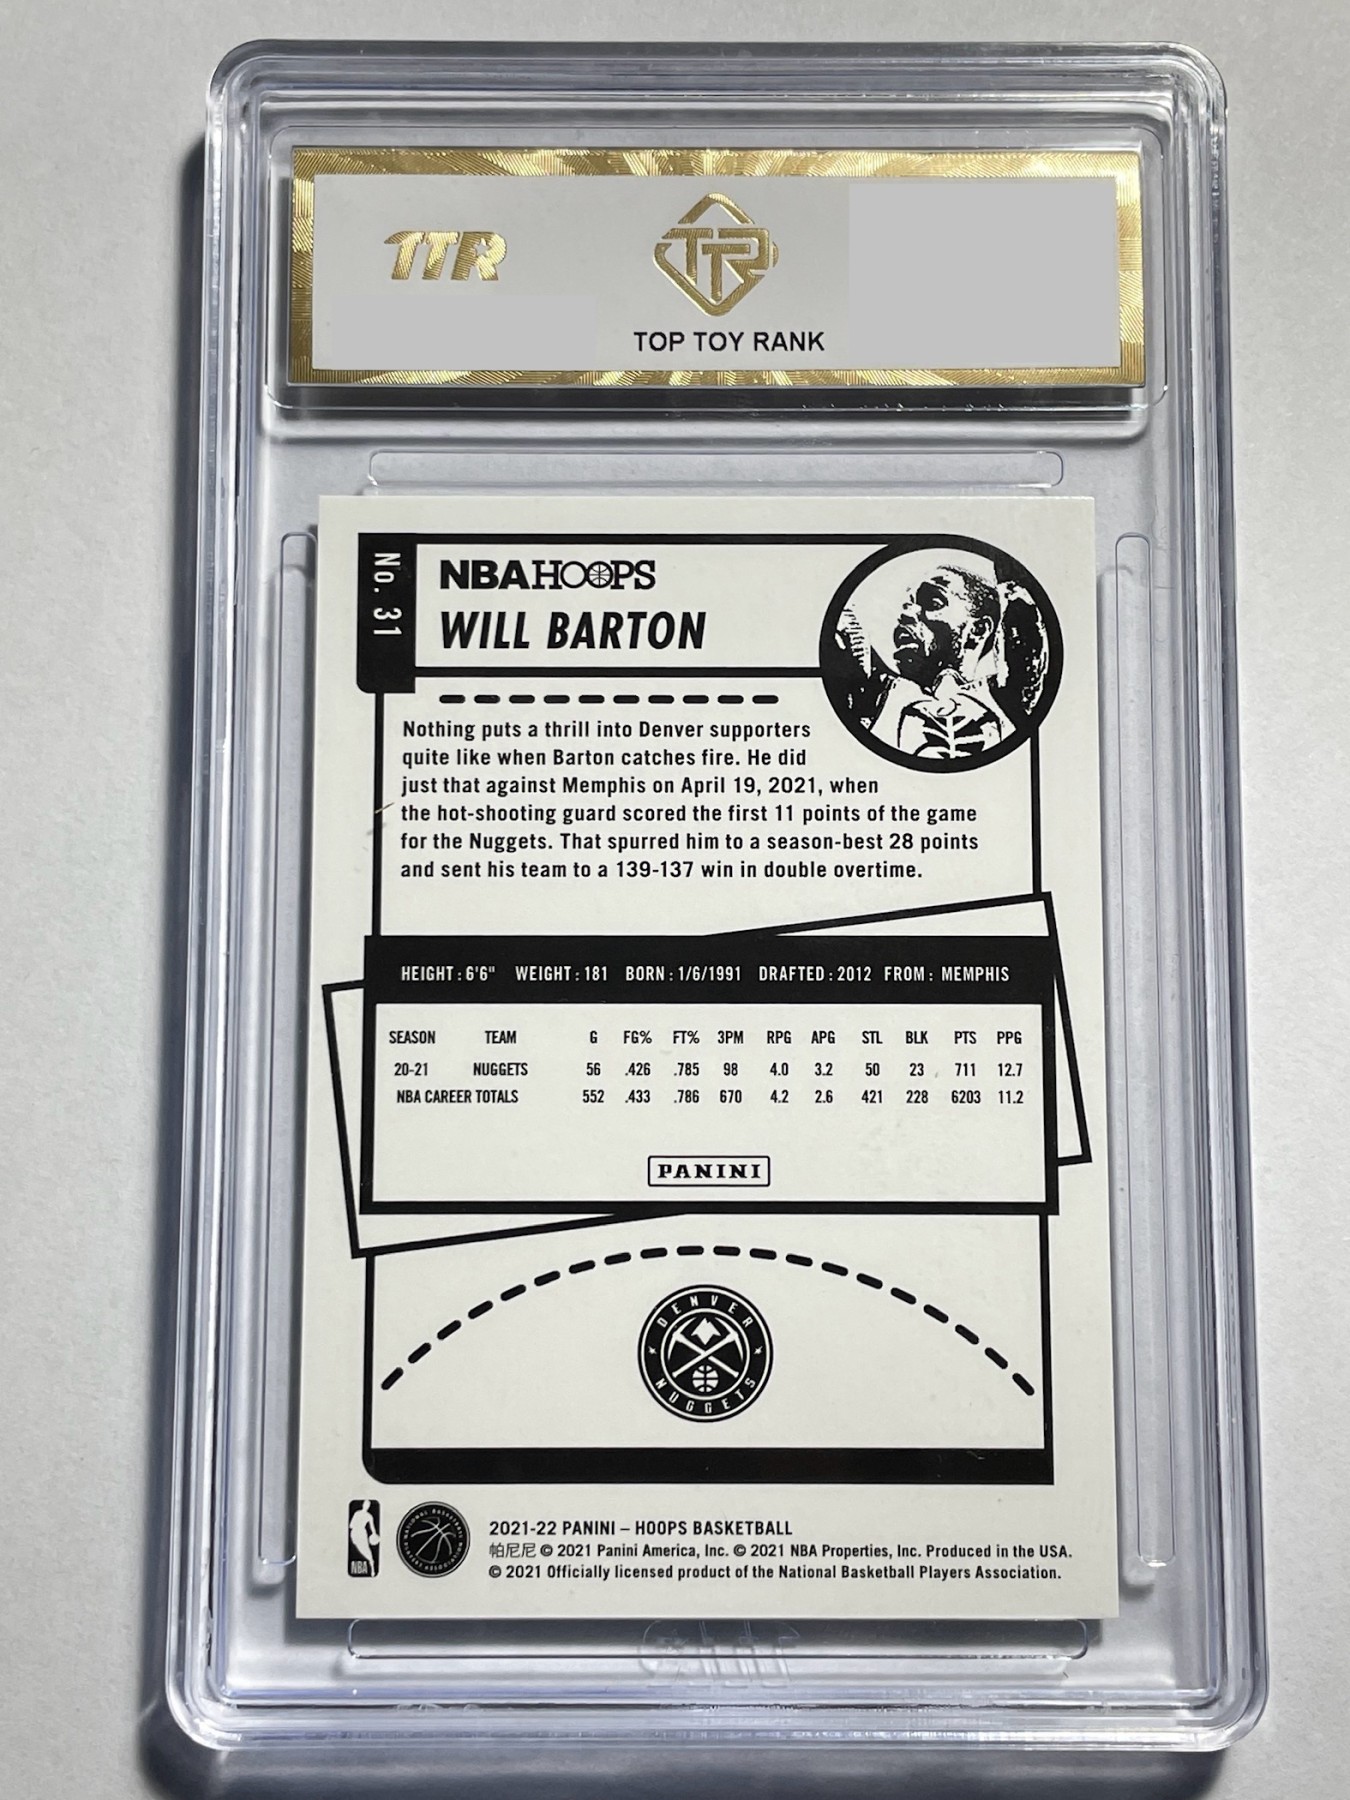 TTR
TTR
TOP TOY RANK
No. 31
NBA HOOPS
WILL BARTON
Nothing puts a thrill into Denver supporters
quite like when Barton catches fire. He did
just that against Memphis on April 19, 2021, when
the hot-shooting guard scored the first 11 points of the game
for the Nuggets. That spurred him to a season-best 28 points
and sent his team to a 139-137 win in double overtime.
HEIGHT: 6'6" WEIGHT: 181 BORN: 1/6/1991 DRAFTED: 2012 FROM: MEMPHIS
SEASON TEAM G FG% FT% 3PM RPG APG STL BLK PTS PPG
20-21 NUGGETS 56 .426 .785 98 4.0 3.2 50 23 711 12.7
NBA CAREER TOTALS 552 .433 .786 670 4.2 2.6 421 228 6203 11.2
PANINI
DENVER
NUGGETS
NBA
NATIONAL BASKETBALL
PLAYERS ASSOCIATION
2021-22 PANINI – HOOPS BASKETBALL
帕尼尼 © 2021 Panini America, Inc. © 2021 NBA Properties, Inc. Produced in the USA.
© 2021 Officially licensed product of the National Basketball Players Association.